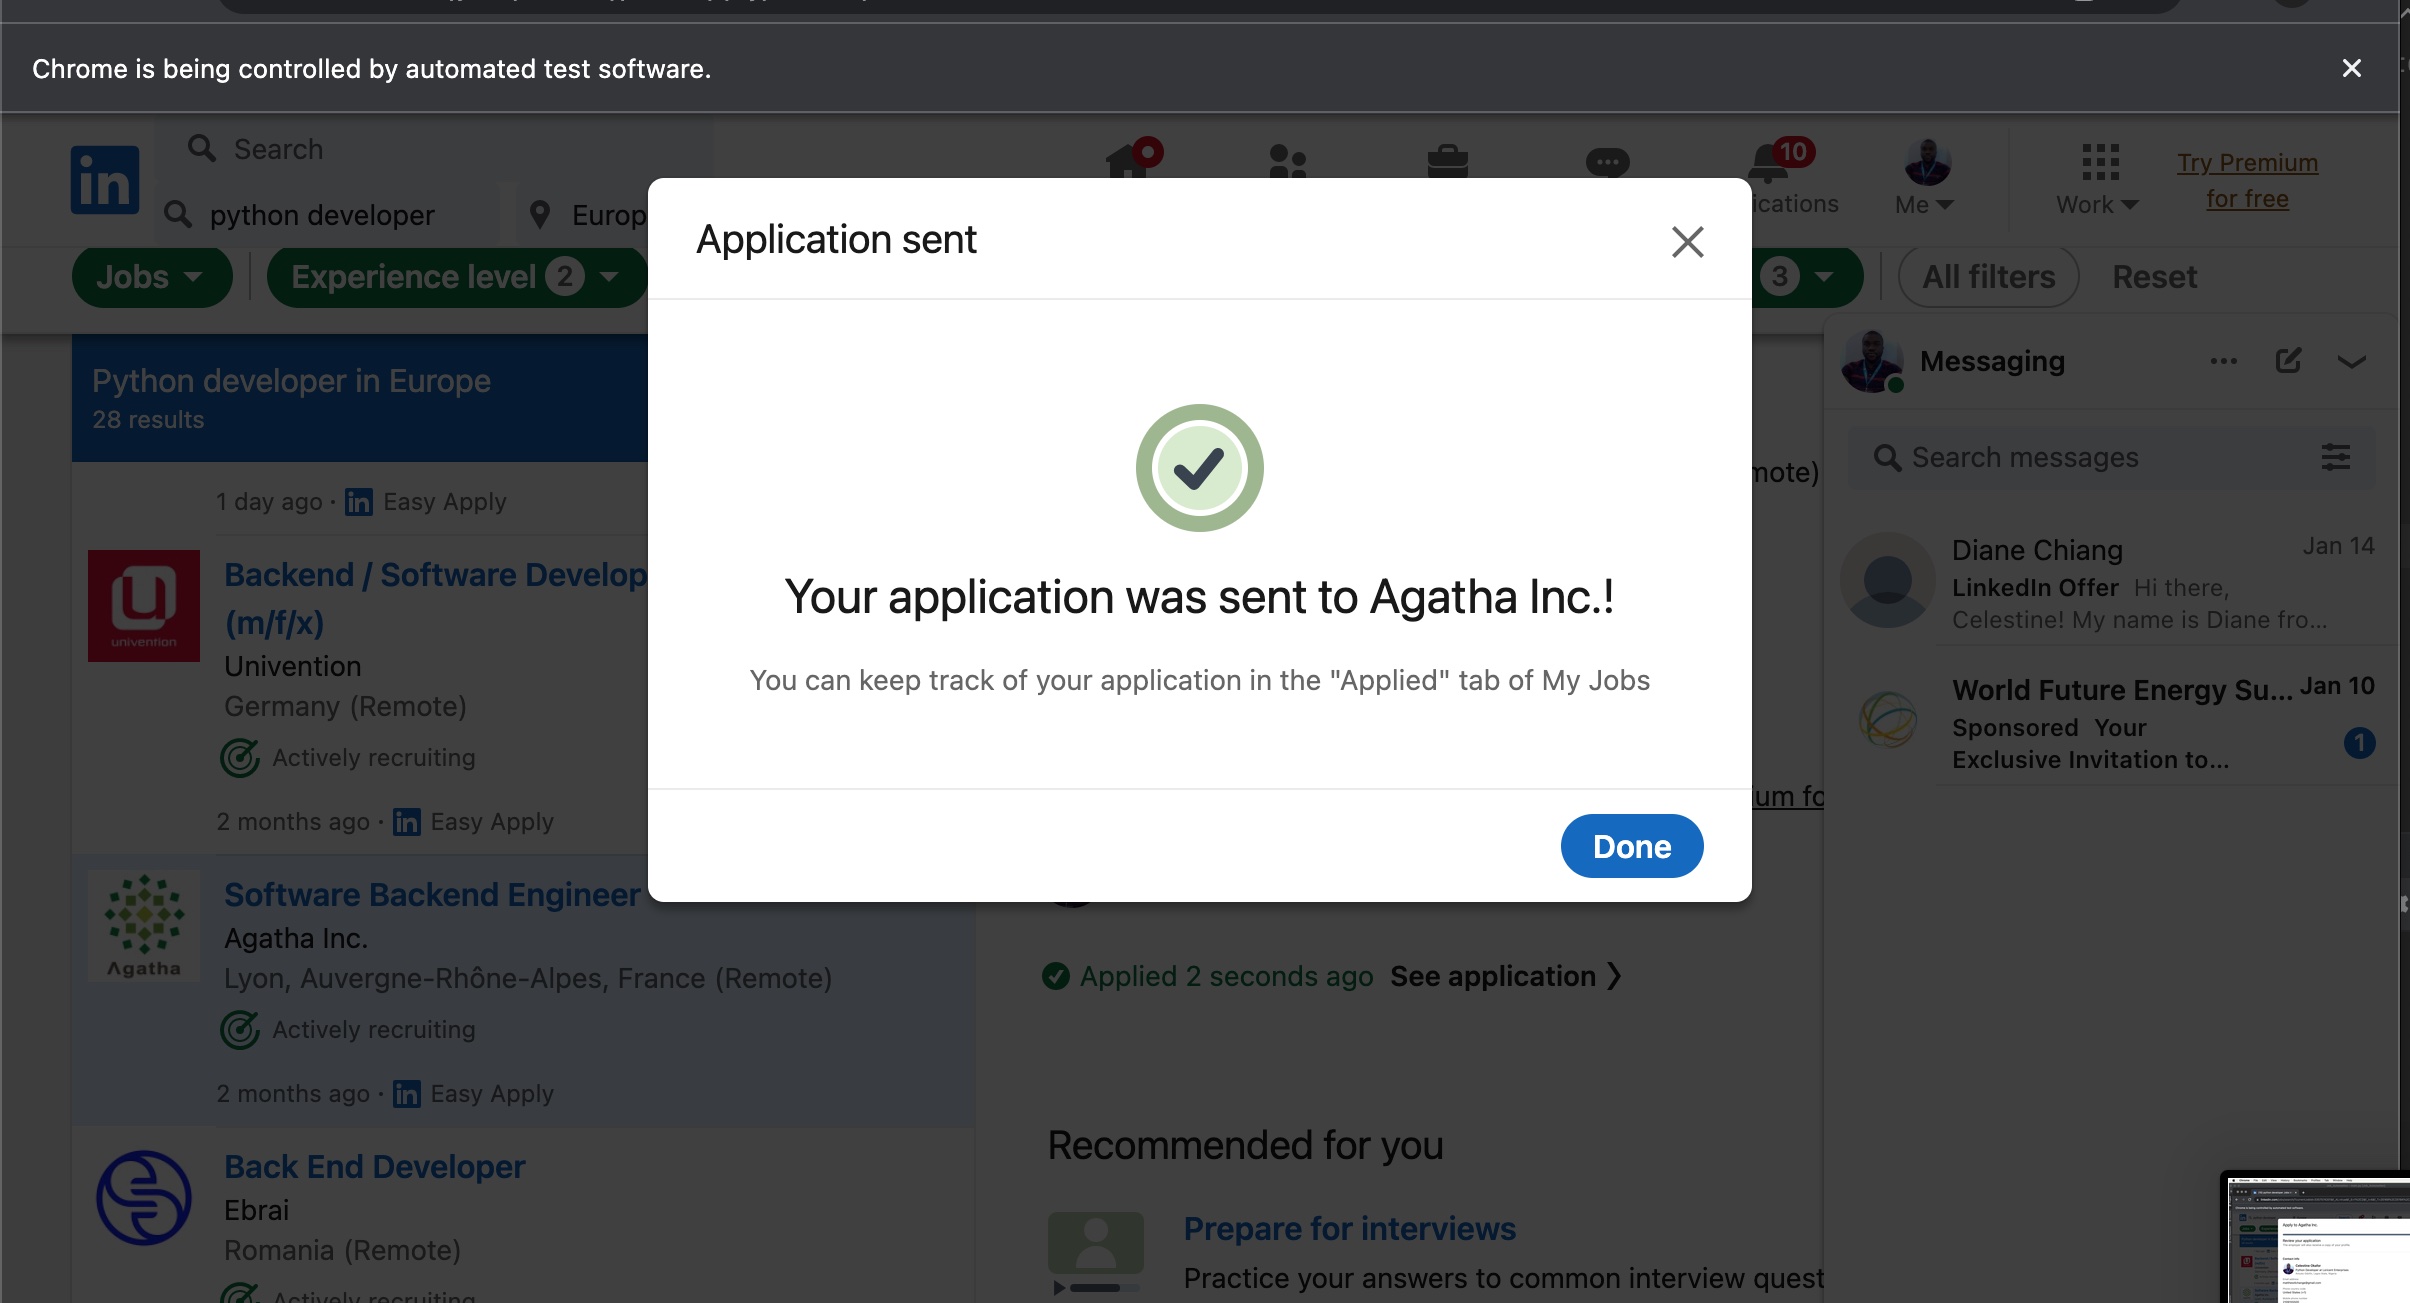 Chrome is being controlled by automated test software.
Search
python developer
Europ
10
ications
Me
Work
Try Premium
for free
Jobs
Experience level 2
3
All filters
Reset
Python developer in Europe
28 results
1 day ago · in Easy Apply
univention
Backend / Software Develop
(m/f/x)
Univention
Germany (Remote)
Actively recruiting
2 months ago · in Easy Apply
Agatha
Software Backend Engineer
Agatha Inc.
Lyon, Auvergne-Rhône-Alpes, France (Remote)
Actively recruiting
2 months ago · in Easy Apply
Back End Developer
Ebrai
Romania (Remote)
Actively recruiting
Application sent
Your application was sent to Agatha Inc.!
You can keep track of your application in the "Applied" tab of My Jobs
Done
mote)
um fo
Applied 2 seconds ago See application
Recommended for you
Prepare for interviews
Practice your answers to common interview quest
Messaging
Search messages
Diane Chiang
Jan 14
LinkedIn Offer Hi there,
Celestine! My name is Diane fro...
World Future Energy Su...
Jan 10
Sponsored Your
Exclusive Invitation to...
1